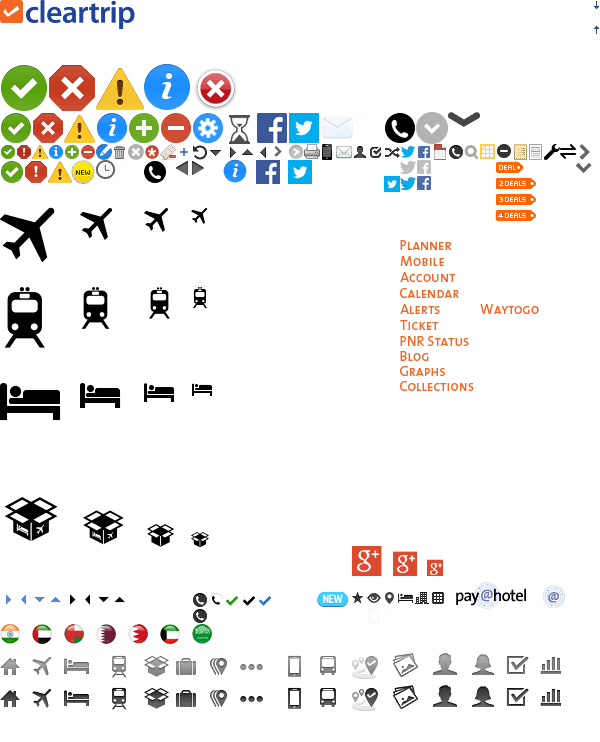 cleartrip
NEW
DEAL
2 DEALS
3 DEALS
4 DEALS
Planner
Mobile
Account
Calendar
Alerts
Waytogo
Ticket
PNR Status
Blog
Graphs
Collections
g+ g+ g+
NEW
pay@hotel @